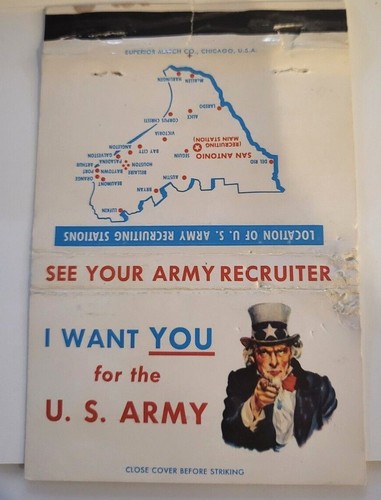 SUPERIOR MATCH CO., CHICAGO, U.S.A.
McALLEN
HARLINGEN
LAREDO
ALICE
CORPUS CHRISTI
VICTORIA
DEL RIO
SAN ANTONIO
(RECRUITING
MAIN STATION)
SEGUIN
BAY CITY
ANGLETON
GALVESTON
PASADENA
HOUSTON
BELLAIRE
BAYTOWN
PORT
ARTHUR
ORANGE
BEAUMONT
AUSTIN
BRYAN
LUFKIN
LOCATION OF U. S. ARMY RECRUITING STATIONS
SEE YOUR ARMY RECRUITER
I WANT YOU
for the
U. S. ARMY
CLOSE COVER BEFORE STRIKING